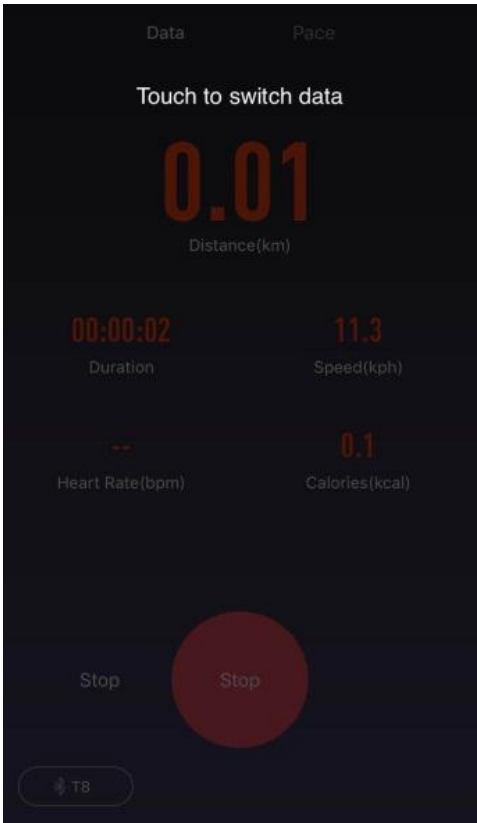 Data Pace
Touch to switch data
0.01
Distance(km)
00:00:02 11.3
Duration Speed(kph)
-- 0.1
Heart Rate(bpm) Calories(kcal)
Stop Stop
T8